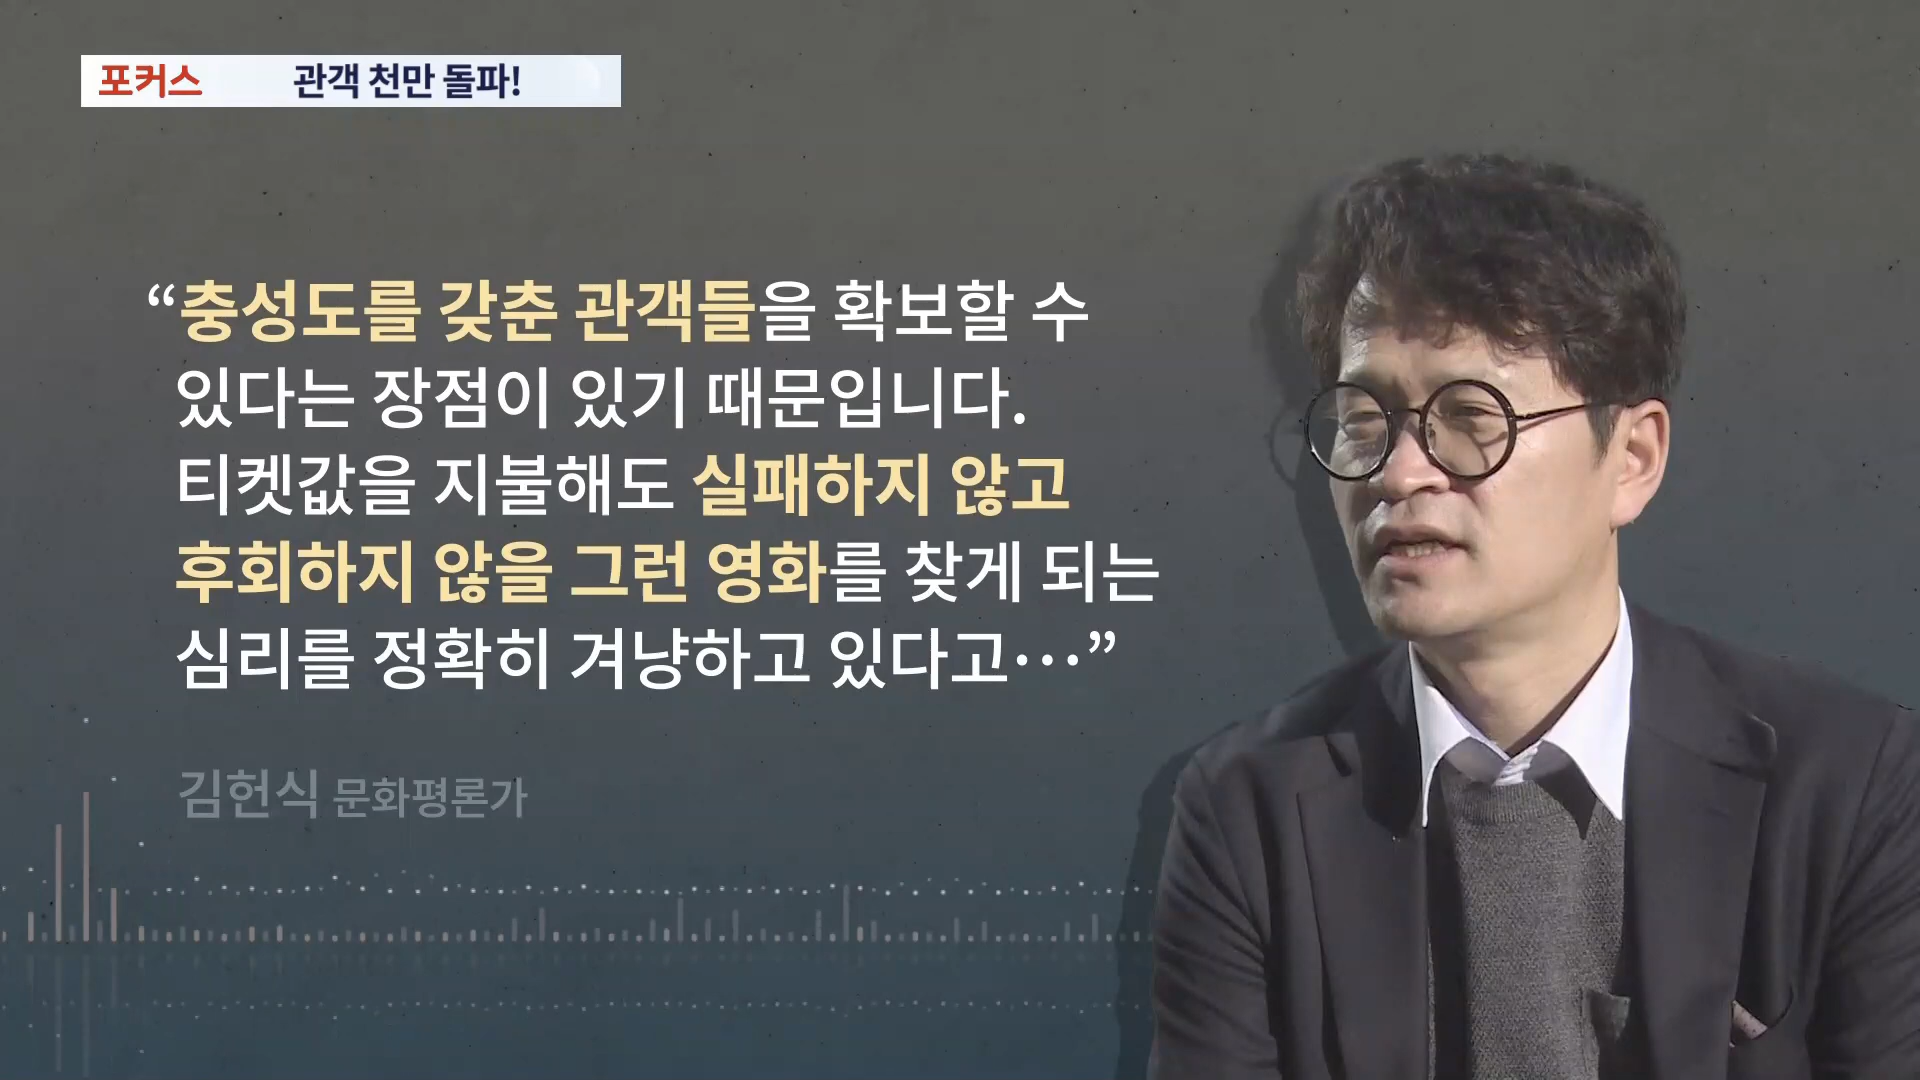 포커스 관객 천만 돌파!
“충성도를 갖춘 관객들을 확보할 수
있다는 장점이 있기 때문입니다.
티켓값을 지불해도 실패하지 않고
후회하지 않을 그런 영화를 찾게 되는
심리를 정확히 겨냥하고 있다고…”
김헌식 문화평론가